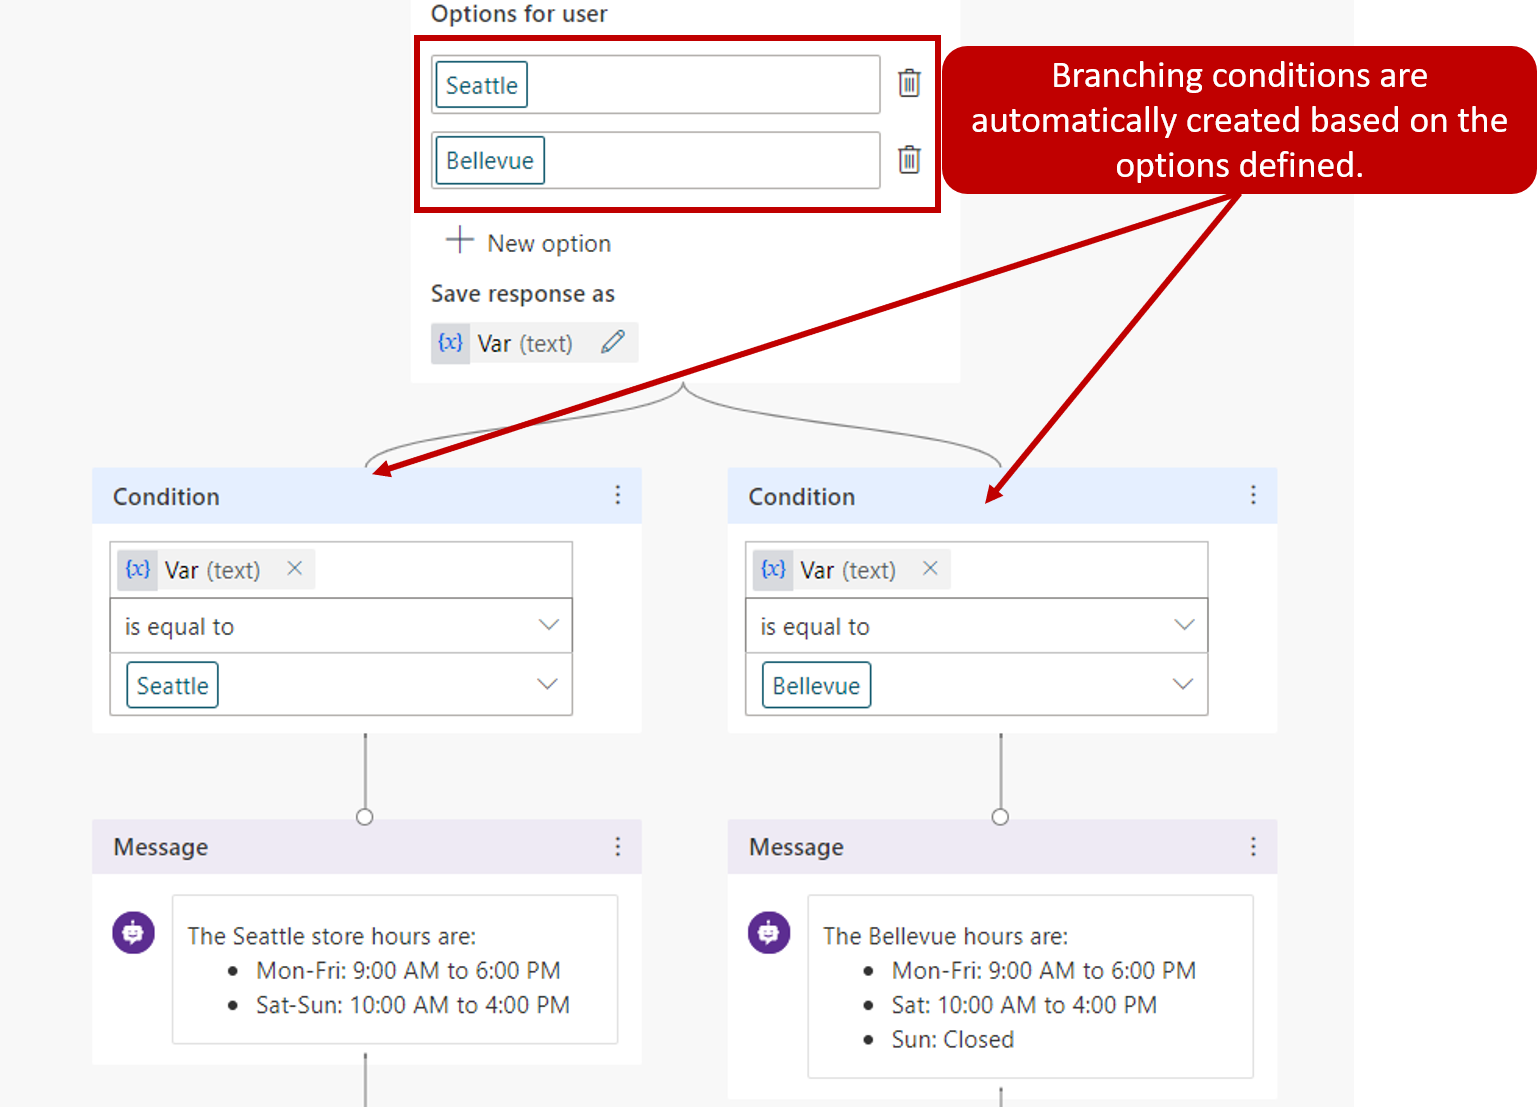 Options for user
Seattle
Bellevue
Branching conditions are
automatically created based on the
options defined.
New option
Save response as
{x} Var (text)
Condition
{x} Var (text)
is equal to
Seattle
Condition
{x} Var (text)
is equal to
Bellevue
Message
The Seattle store hours are:
• Mon-Fri: 9:00 AM to 6:00 PM
• Sat-Sun: 10:00 AM to 4:00 PM
Message
The Bellevue hours are:
• Mon-Fri: 9:00 AM to 6:00 PM
• Sat: 10:00 AM to 4:00 PM
• Sun: Closed